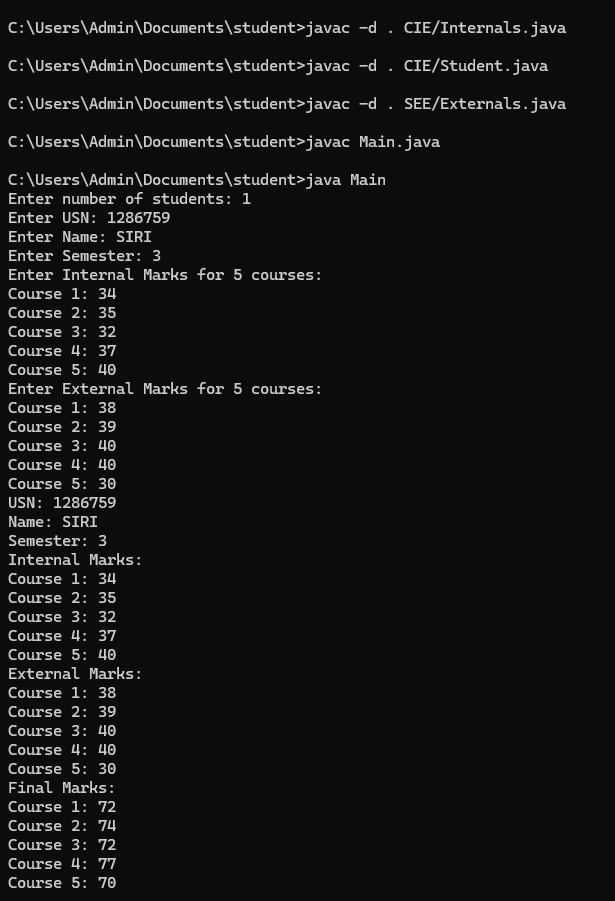 C:\Users\Admin\Documents\student>javac -d . CIE/Internals.java
C:\Users\Admin\Documents\student>javac -d . CIE/Student.java
C:\Users\Admin\Documents\student>javac -d . SEE/Externals.java
C:\Users\Admin\Documents\student>javac Main.java
C:\Users\Admin\Documents\student>java Main
Enter number of students: 1
Enter USN: 1286759
Enter Name: SIRI
Enter Semester: 3
Enter Internal Marks for 5 courses:
Course 1: 34
Course 2: 35
Course 3: 32
Course 4: 37
Course 5: 40
Enter External Marks for 5 courses:
Course 1: 38
Course 2: 39
Course 3: 40
Course 4: 40
Course 5: 30
USN: 1286759
Name: SIRI
Semester: 3
Internal Marks:
Course 1: 34
Course 2: 35
Course 3: 32
Course 4: 37
Course 5: 40
External Marks:
Course 1: 38
Course 2: 39
Course 3: 40
Course 4: 40
Course 5: 30
Final Marks:
Course 1: 72
Course 2: 74
Course 3: 72
Course 4: 77
Course 5: 70